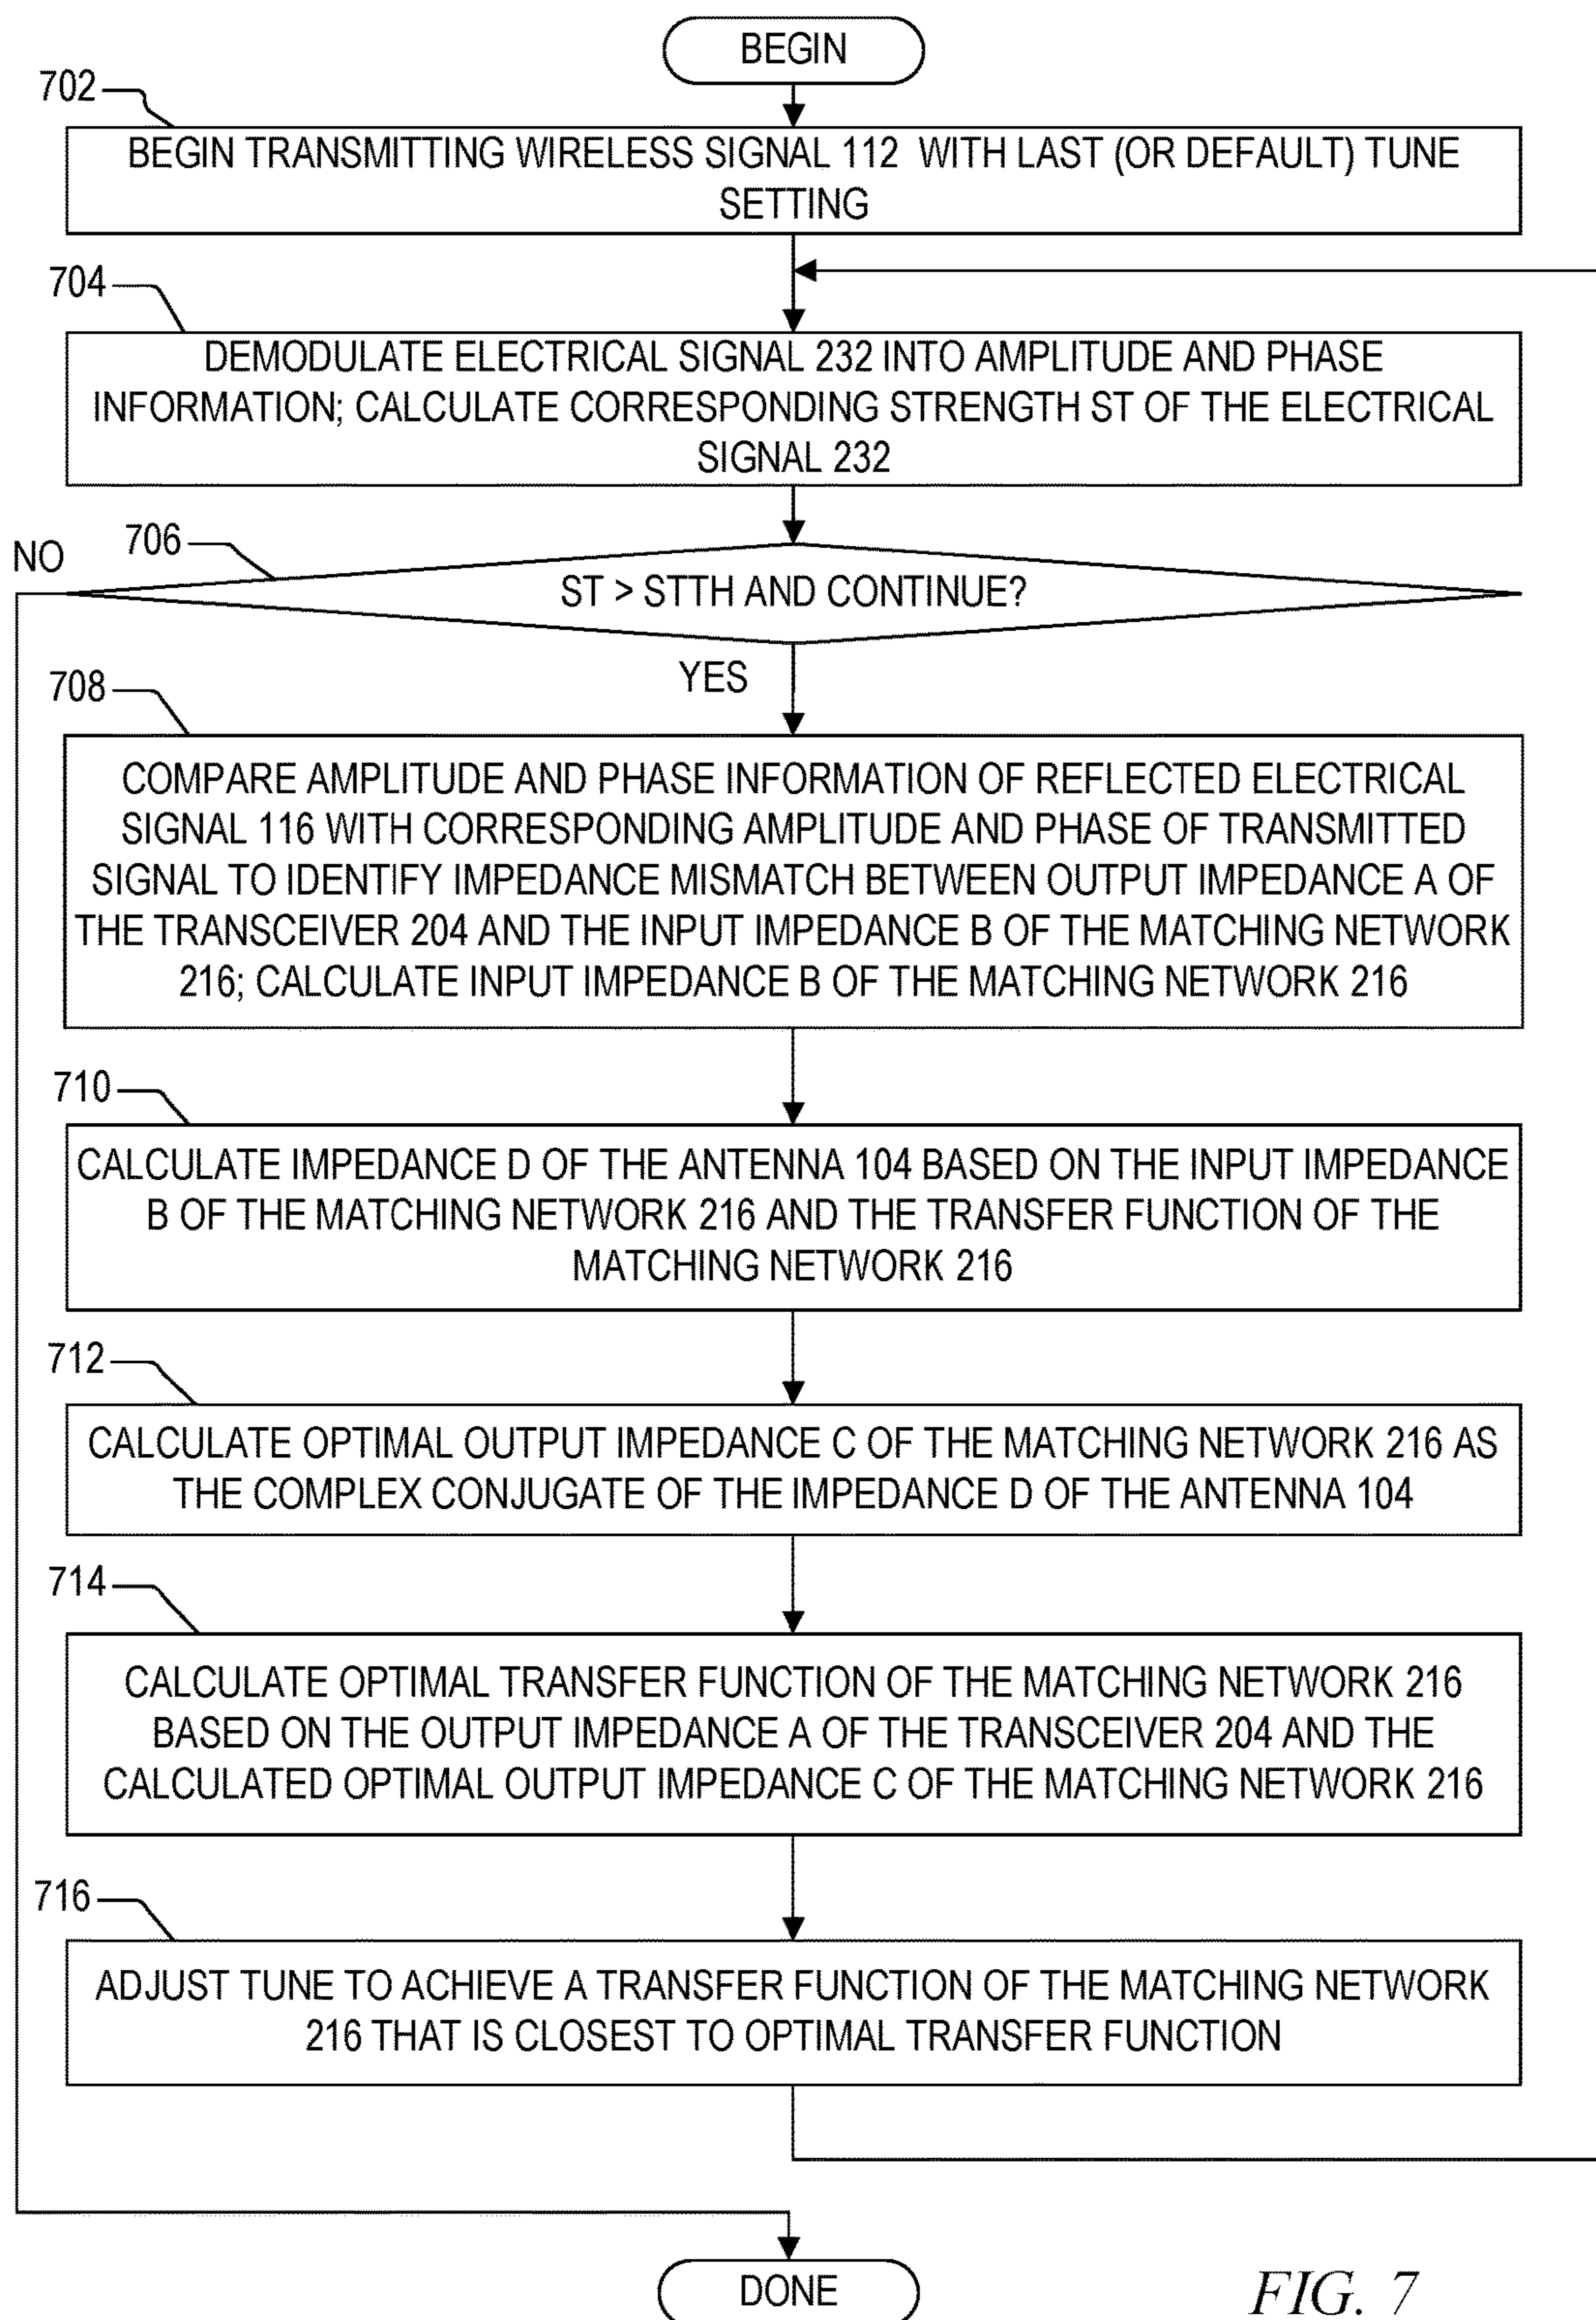 BEGIN
702
BEGIN TRANSMITTING WIRELESS SIGNAL 112 WITH LAST (OR DEFAULT) TUNE
SETTING
704
DEMODULATE ELECTRICAL SIGNAL 232 INTO AMPLITUDE AND PHASE
INFORMATION; CALCULATE CORRESPONDING STRENGTH ST OF THE ELECTRICAL
SIGNAL 232
NO
706
ST > STTH AND CONTINUE?
YES
708
COMPARE AMPLITUDE AND PHASE INFORMATION OF REFLECTED ELECTRICAL
SIGNAL 116 WITH CORRESPONDING AMPLITUDE AND PHASE OF TRANSMITTED
SIGNAL TO IDENTIFY IMPEDANCE MISMATCH BETWEEN OUTPUT IMPEDANCE A OF
THE TRANSCEIVER 204 AND THE INPUT IMPEDANCE B OF THE MATCHING NETWORK
216; CALCULATE INPUT IMPEDANCE B OF THE MATCHING NETWORK 216
710
CALCULATE IMPEDANCE D OF THE ANTENNA 104 BASED ON THE INPUT IMPEDANCE
B OF THE MATCHING NETWORK 216 AND THE TRANSFER FUNCTION OF THE
MATCHING NETWORK 216
712
CALCULATE OPTIMAL OUTPUT IMPEDANCE C OF THE MATCHING NETWORK 216 AS
THE COMPLEX CONJUGATE OF THE IMPEDANCE D OF THE ANTENNA 104
714
CALCULATE OPTIMAL TRANSFER FUNCTION OF THE MATCHING NETWORK 216
BASED ON THE OUTPUT IMPEDANCE A OF THE TRANSCEIVER 204 AND THE
CALCULATED OPTIMAL OUTPUT IMPEDANCE C OF THE MATCHING NETWORK 216
716
ADJUST TUNE TO ACHIEVE A TRANSFER FUNCTION OF THE MATCHING NETWORK
216 THAT IS CLOSEST TO OPTIMAL TRANSFER FUNCTION
DONE
FIG. 7